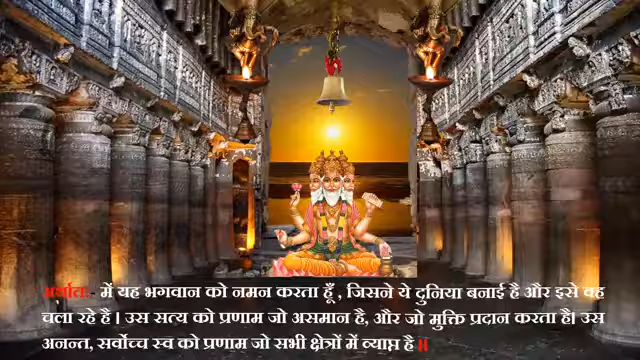 अर्थात:- में यह भगवान को नमन करता हूँ , जिसने ये दुनिया बनाई है और इसे वह
चला रहे है । उस सत्य को प्रणाम जो असमान है, और जो मुक्ति प्रदान करता है। उस
अनन्त, सर्वोच्च स्व को प्रणाम जो सभी क्षेत्रों में व्याप्त है ॥